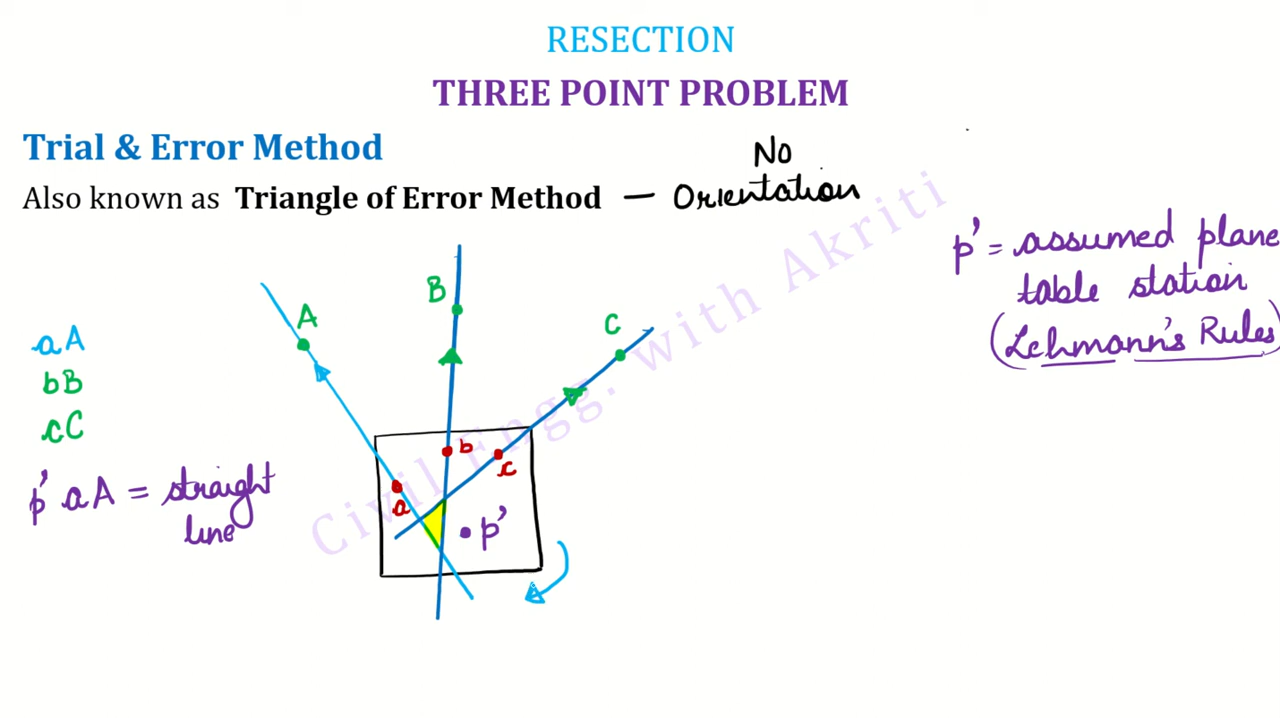 RESECTION
THREE POINT PROBLEM
Trial & Error Method
Also known as Triangle of Error Method — No Orientation
p' = assumed plane
table station
(Lehmann's Rules)
A
B
C
aA
bB
cC
p' aA = straight
line
a
b
c
p'
Civil Engg. with Akriti